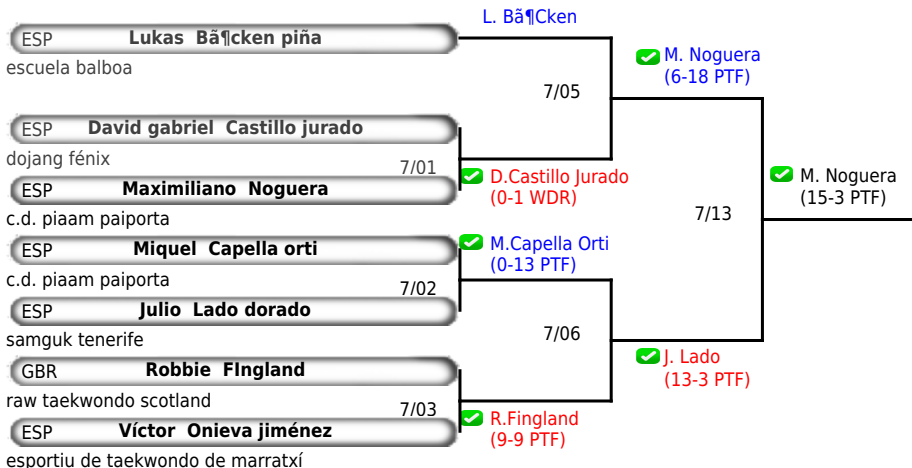 L. Bã¶Cken
ESP Lukas Bã¶cken piña
escuela balboa
M. Noguera
(6-18 PTF)
7/05
ESP David gabriel Castillo jurado
dojang fénix
7/01
ESP Maximiliano Noguera
c.d. piaam paiporta
D.Castillo Jurado
(0-1 WDR)
M. Noguera
(15-3 PTF)
7/13
ESP Miquel Capella orti
c.d. piaam paiporta
M.Capella Orti
(0-13 PTF)
7/02
ESP Julio Lado dorado
samguk tenerife
7/06
J. Lado
(13-3 PTF)
GBR Robbie FIngland
raw taekwondo scotland
7/03
ESP Víctor Onieva jiménez
esportiu de taekwondo de marratxí
R.Fingland
(9-9 PTF)